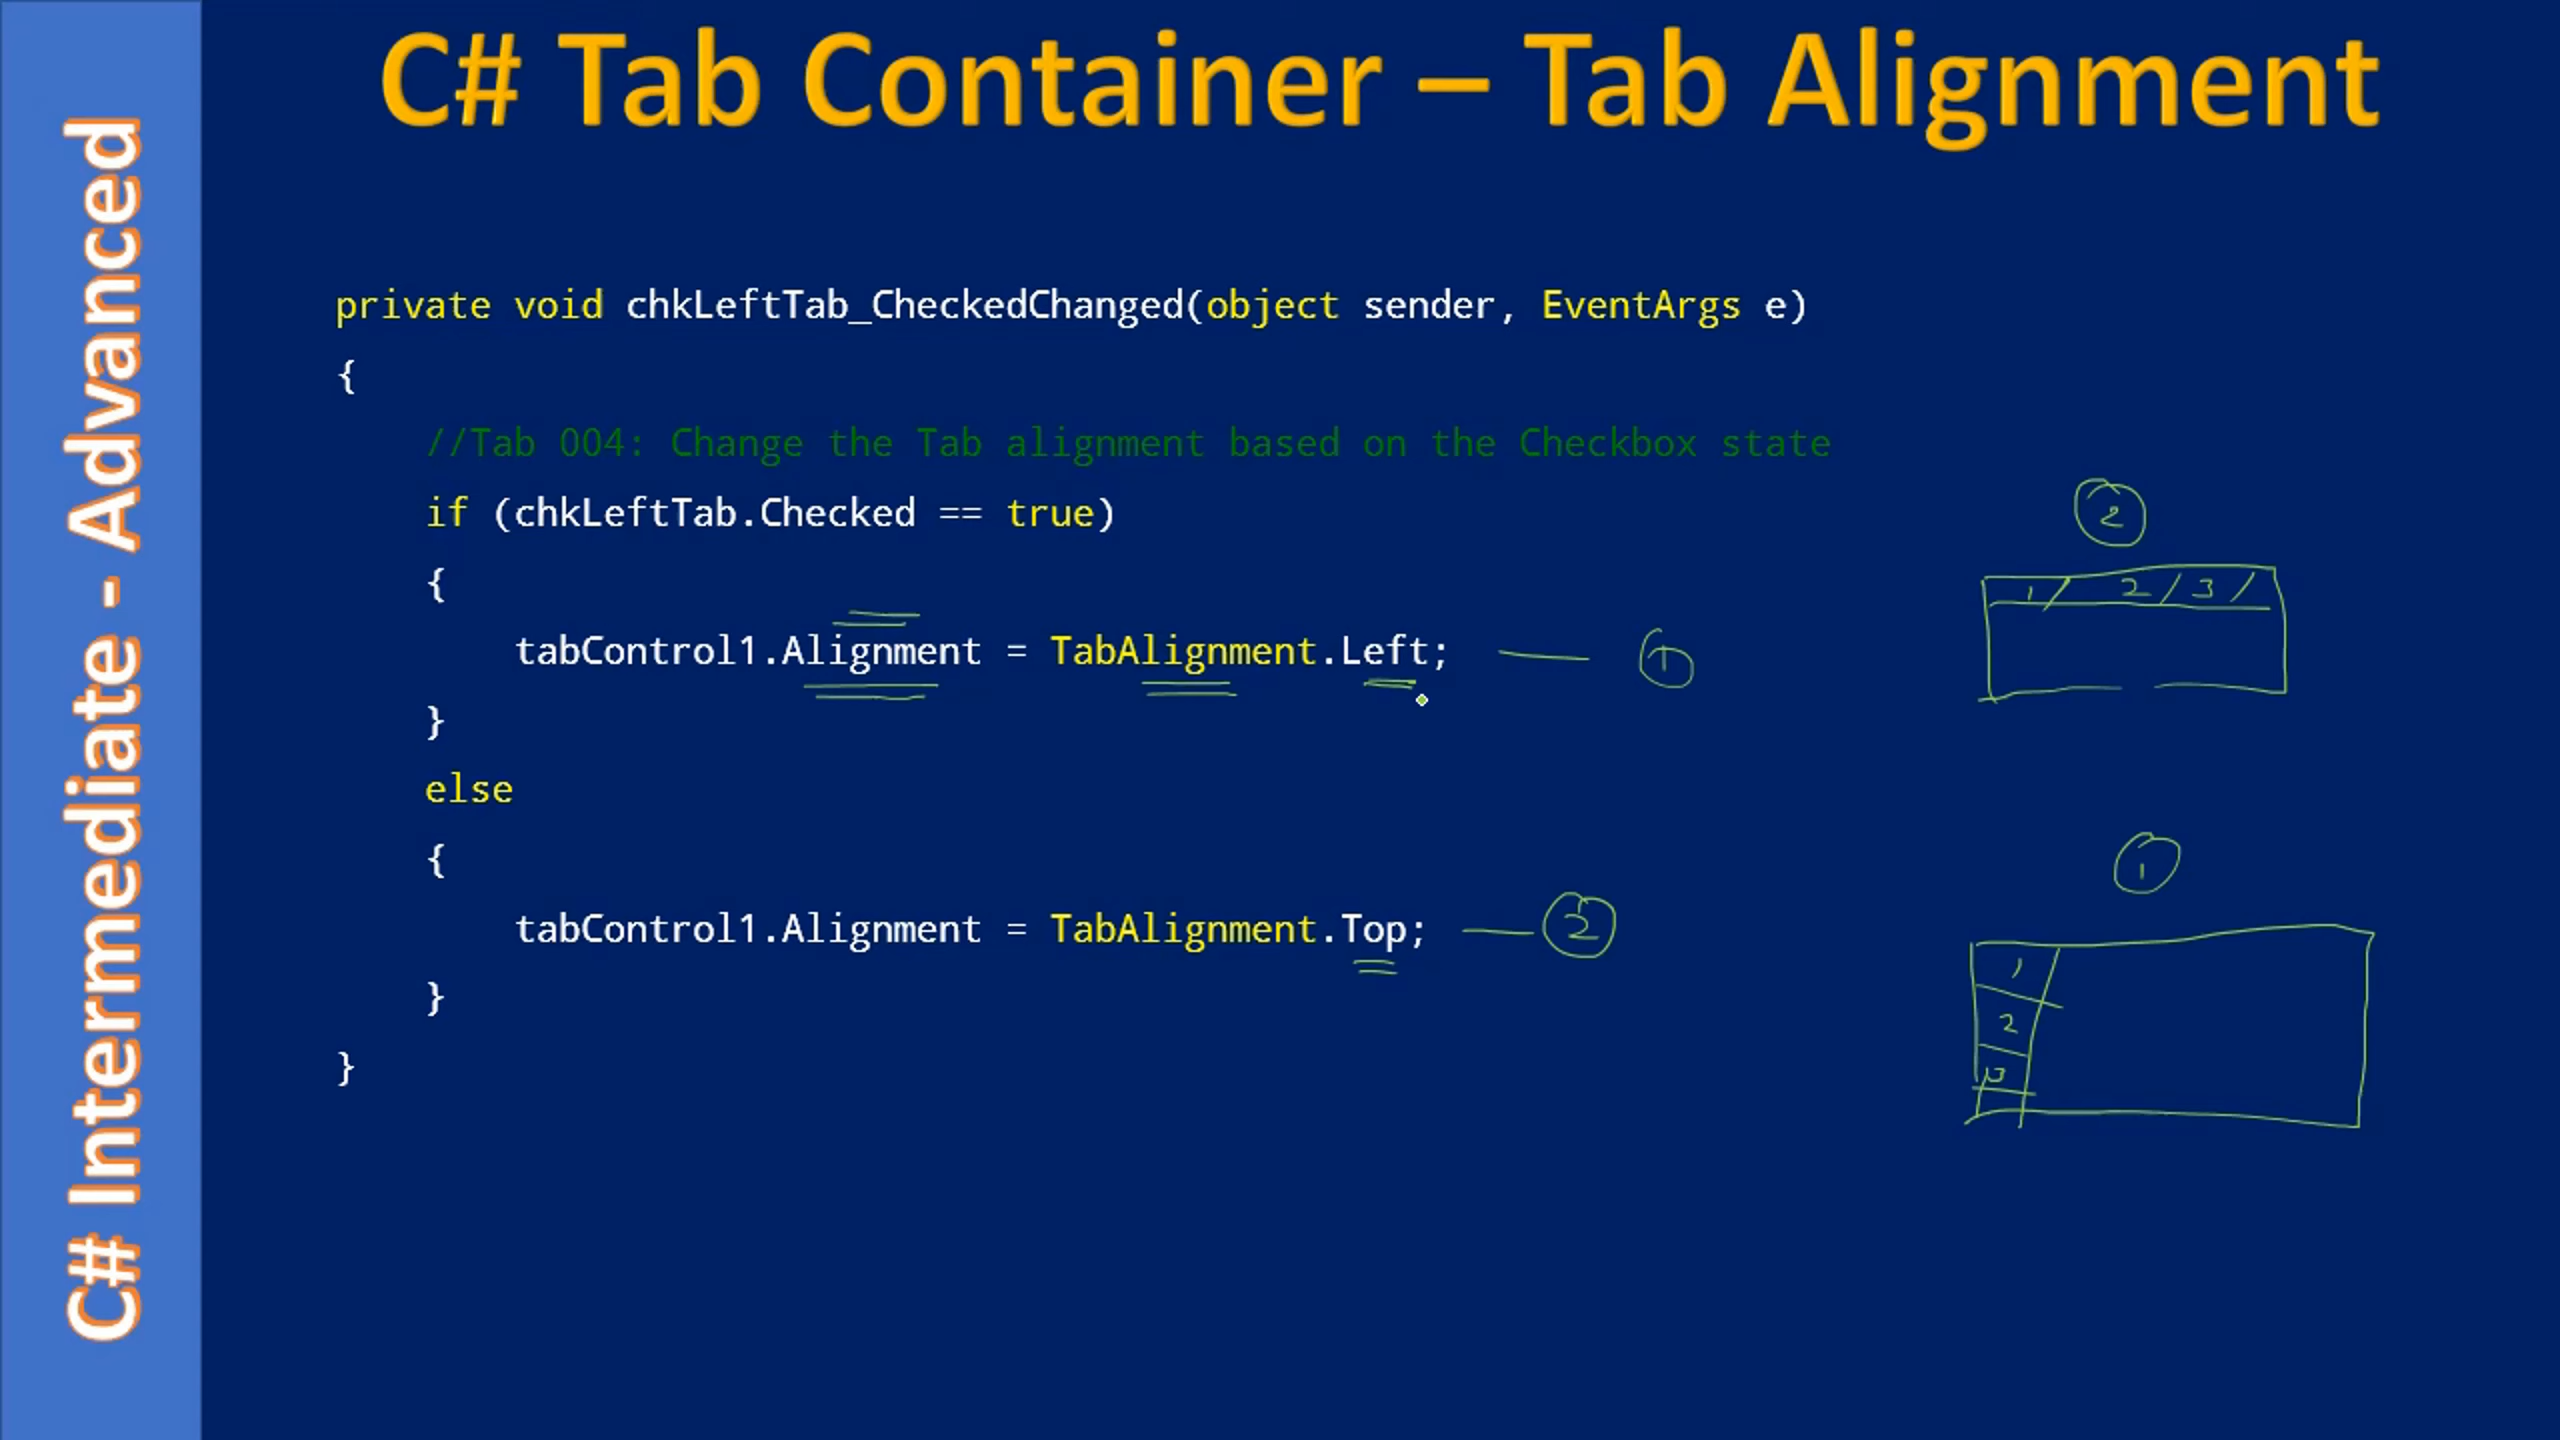 C# Intermediate - Advanced
C# Tab Container – Tab Alignment
private void chkLeftTab_CheckedChanged(object sender, EventArgs e)
{
//Tab 004: Change the Tab alignment based on the Checkbox state
if (chkLeftTab.Checked == true)
{
tabControl1.Alignment = TabAlignment.Left; — 1
}
else
{
tabControl1.Alignment = TabAlignment.Top; — 2
}
}
2
1 / 2 / 3 /
1
1
2
3